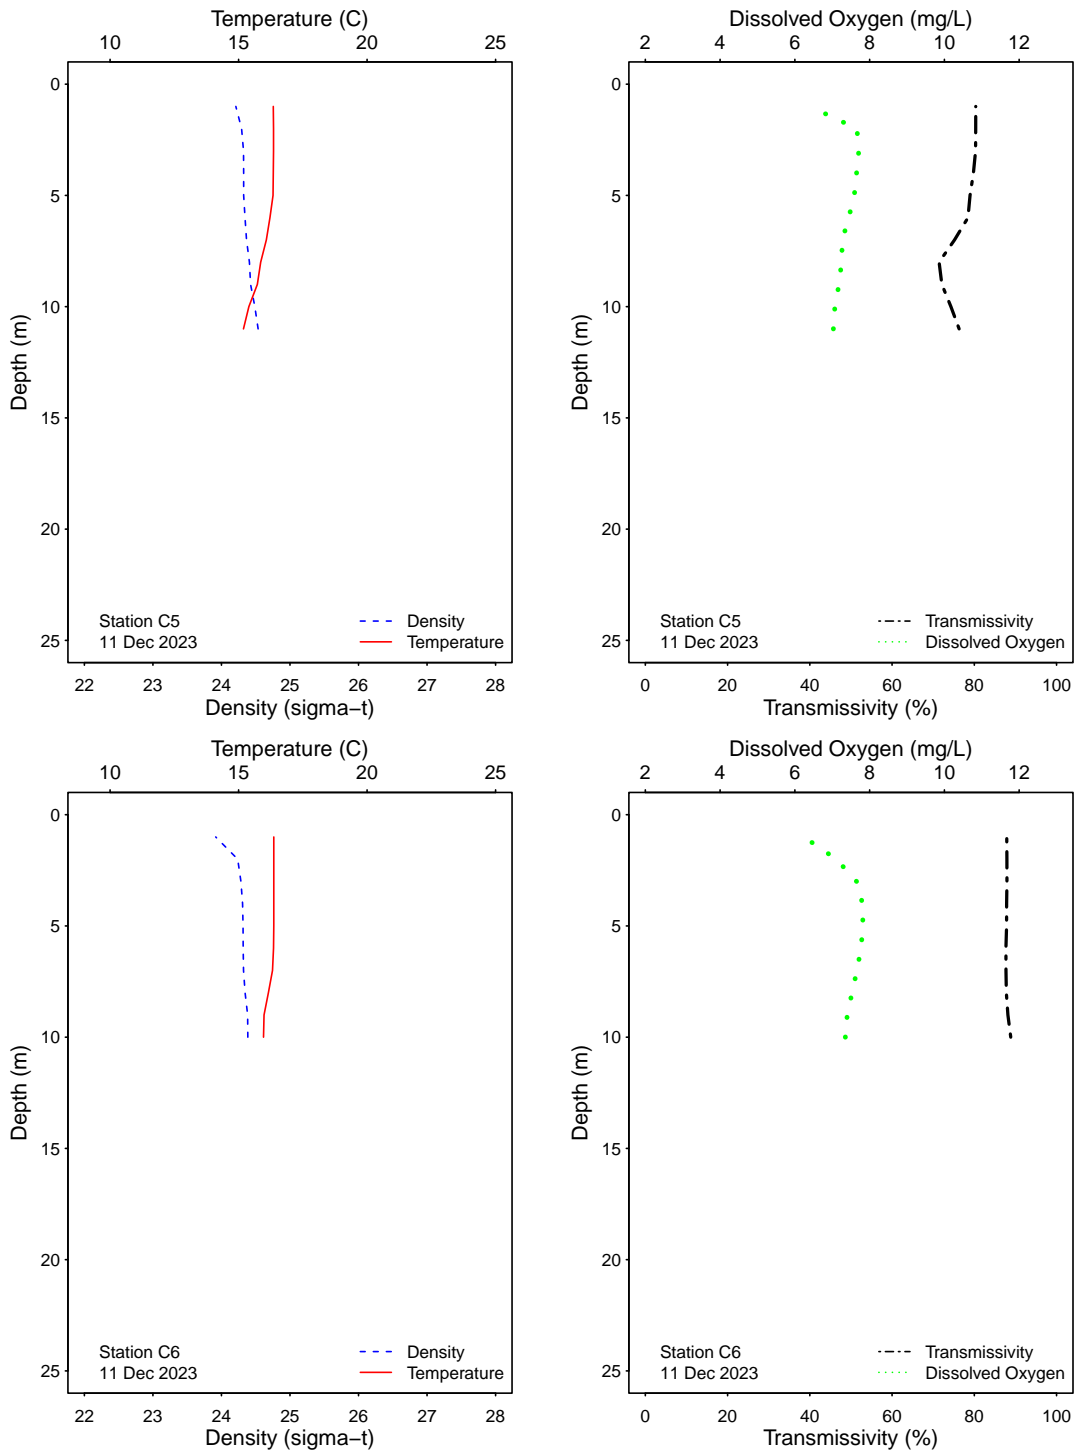 Temperature (C)
10 15 20 25
0
5
10
15
20
25
Depth (m)
Station C5
11 Dec 2023
Density
Temperature
22 23 24 25 26 27 28
Density (sigma−t)
Dissolved Oxygen (mg/L)
2 4 6 8 10 12
0
5
10
15
20
25
Depth (m)
Station C5
11 Dec 2023
Transmissivity
Dissolved Oxygen
0 20 40 60 80 100
Transmissivity (%)
Temperature (C)
10 15 20 25
0
5
10
15
20
25
Depth (m)
Station C6
11 Dec 2023
Density
Temperature
22 23 24 25 26 27 28
Density (sigma−t)
Dissolved Oxygen (mg/L)
2 4 6 8 10 12
0
5
10
15
20
25
Depth (m)
Station C6
11 Dec 2023
Transmissivity
Dissolved Oxygen
0 20 40 60 80 100
Transmissivity (%)